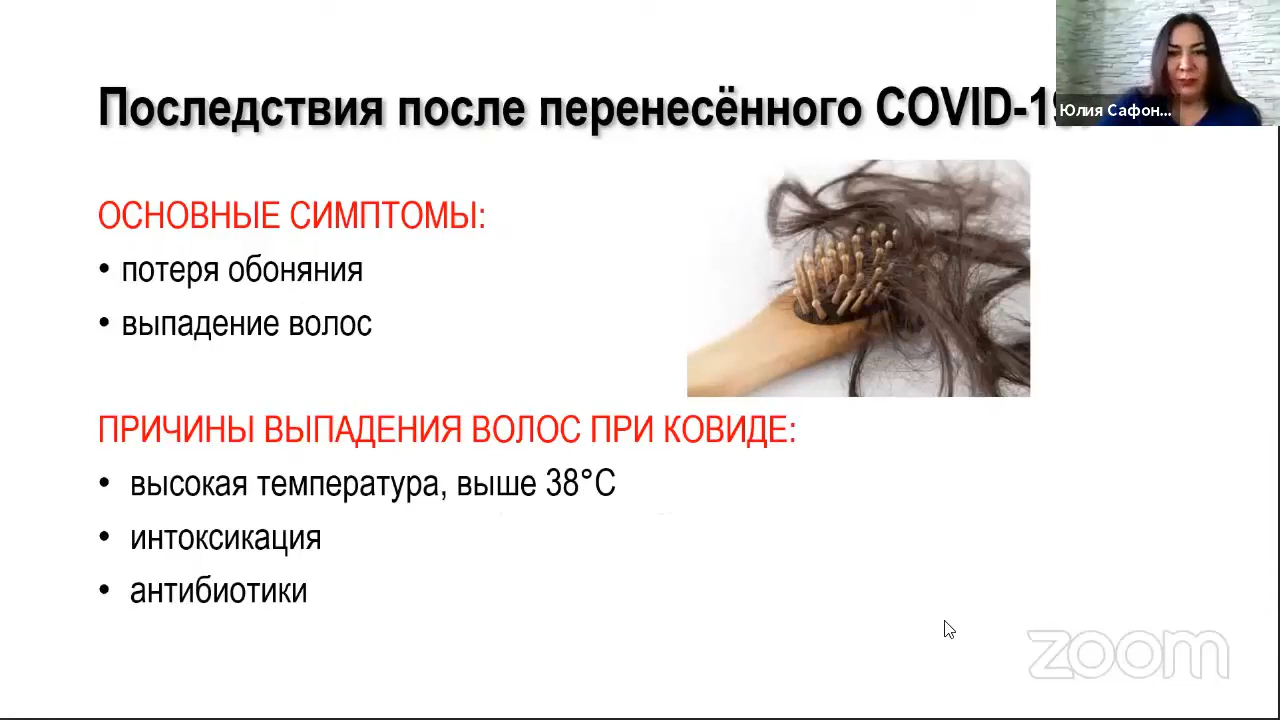 Последствия после перенесённого COVID-19
Юлия Сафон...
ОСНОВНЫЕ СИМПТОМЫ:
• потеря обоняния
• выпадение волос
ПРИЧИНЫ ВЫПАДЕНИЯ ВОЛОС ПРИ КОВИДЕ:
• высокая температура, выше 38°С
• интоксикация
• антибиотики
zoom